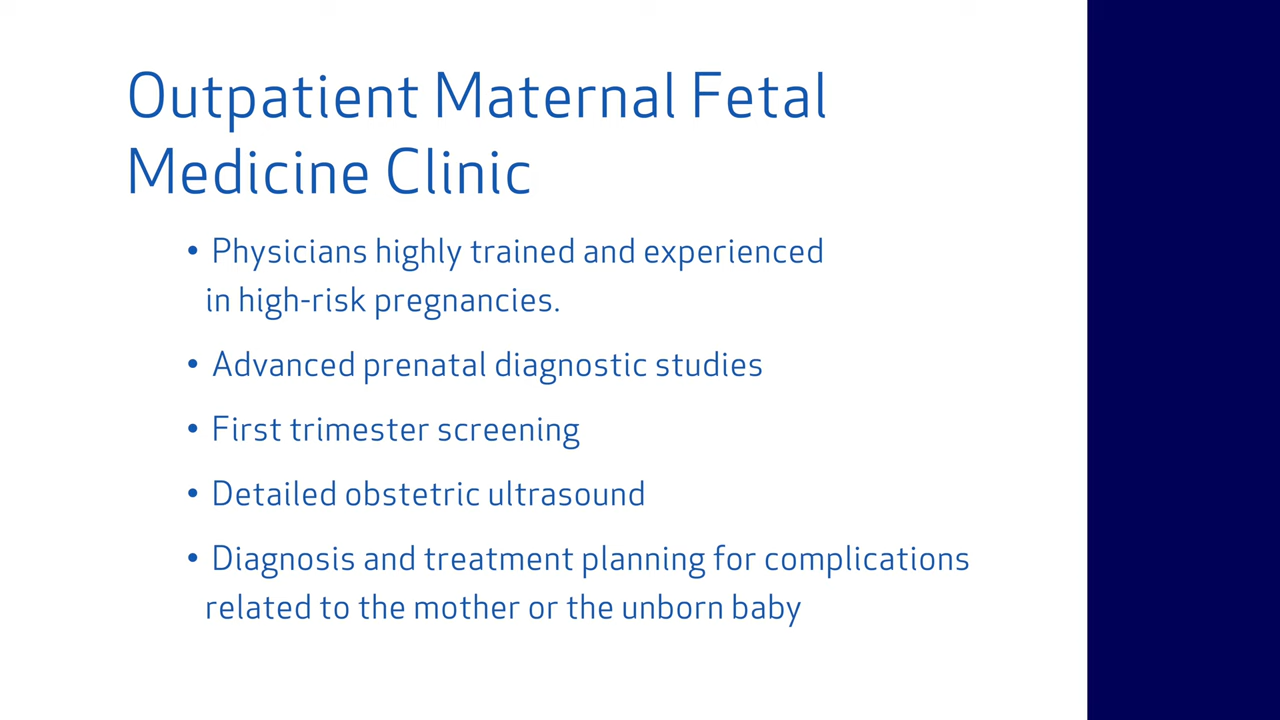 Outpatient Maternal Fetal
Medicine Clinic
• Physicians highly trained and experienced
in high-risk pregnancies.
• Advanced prenatal diagnostic studies
• First trimester screening
• Detailed obstetric ultrasound
• Diagnosis and treatment planning for complications
related to the mother or the unborn baby